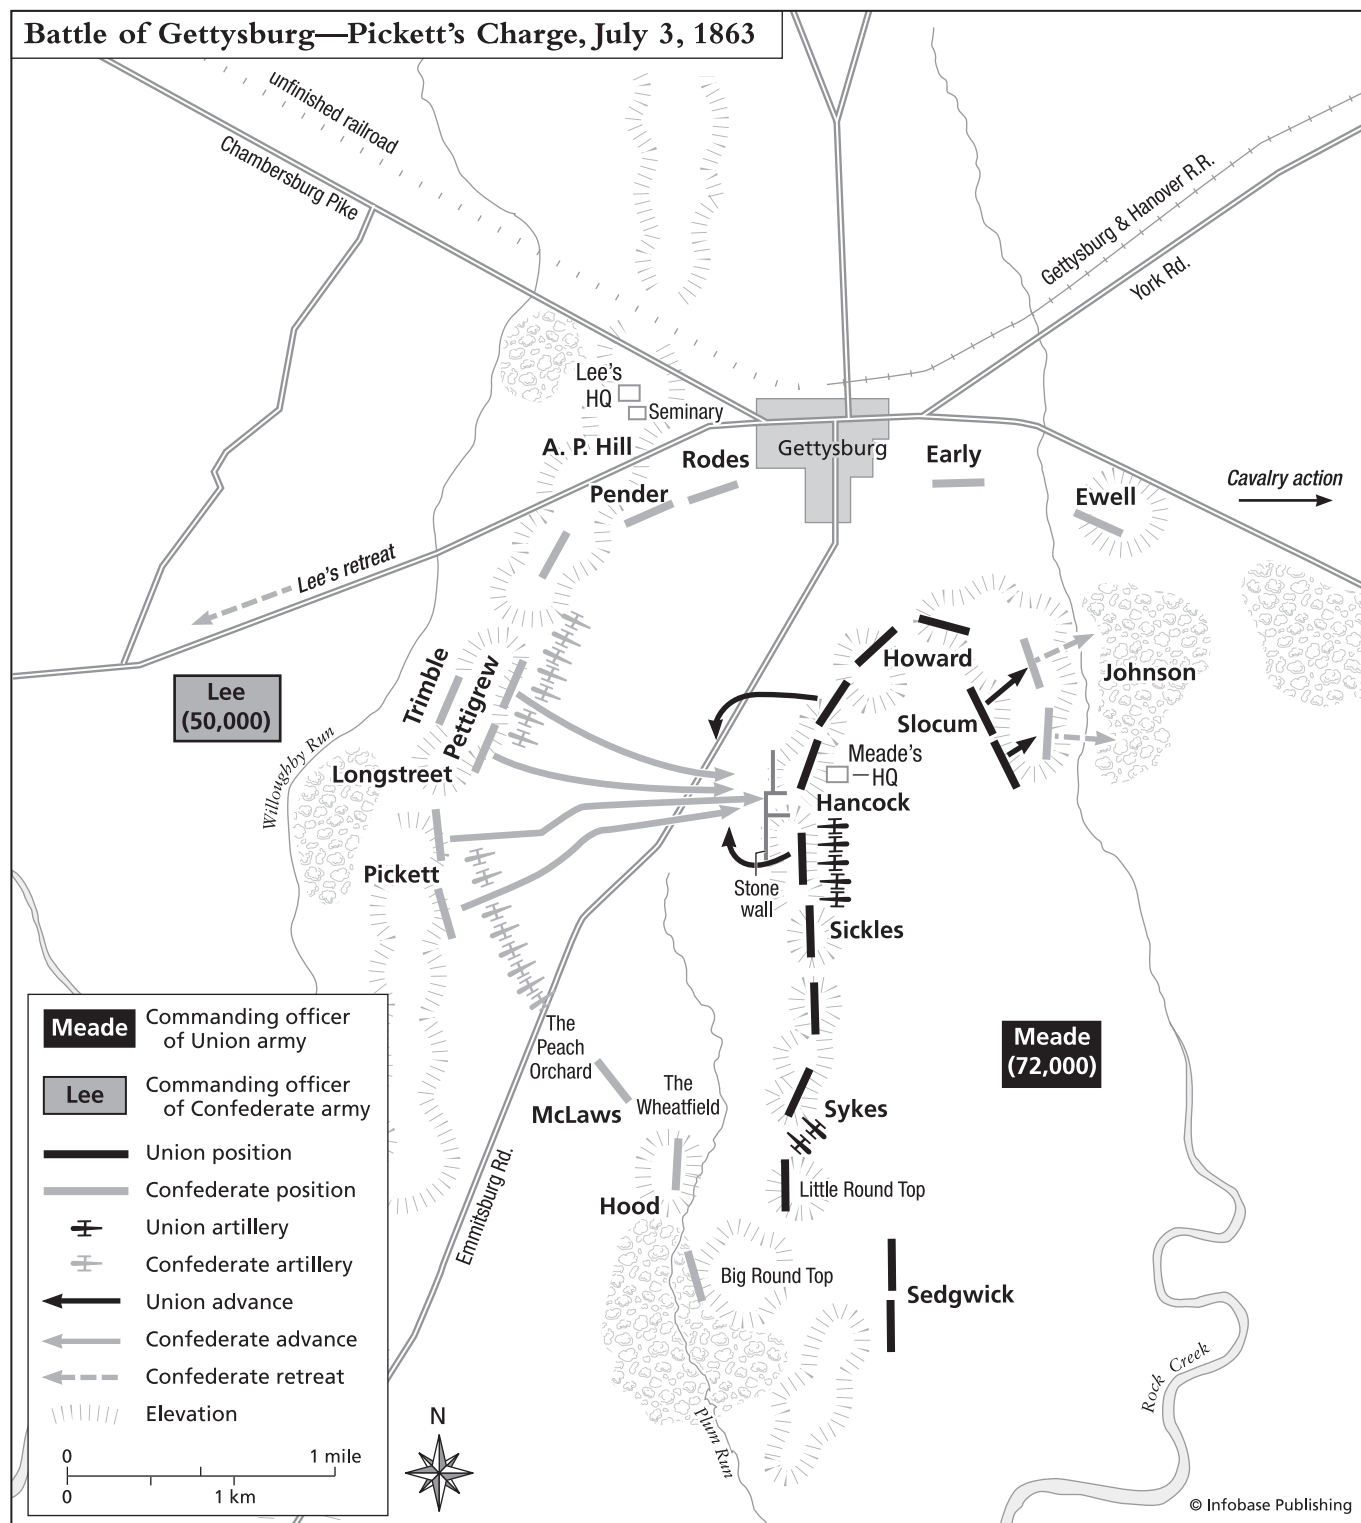 Battle of Gettysburg—Pickett's Charge, July 3, 1863
unfinished railroad
Chambersburg Pike
Gettysburg & Hanover R.R.
York Rd.
Lee's
HQ
Seminary
A. P. Hill
Rodes
Gettysburg
Early
Pender
Ewell
Cavalry action
Lee's retreat
Lee
(50,000)
Trimble
Pettigrew
Howard
Johnson
Slocum
Willoughby Run
Longstreet
Meade's
HQ
Hancock
Pickett
Stone
wall
Sickles
The
Peach
Orchard
The
Wheatfield
McLaws
Meade
(72,000)
Sykes
Emmitsburg Rd.
Hood
Little Round Top
Big Round Top
Sedgwick
Plum Run
Rock Creek
Meade
Commanding officer
of Union army
Lee
Commanding officer
of Confederate army
Union position
Confederate position
Union artillery
Confederate artillery
Union advance
Confederate advance
Confederate retreat
Elevation
0
1 mile
0
1 km
N
© Infobase Publishing